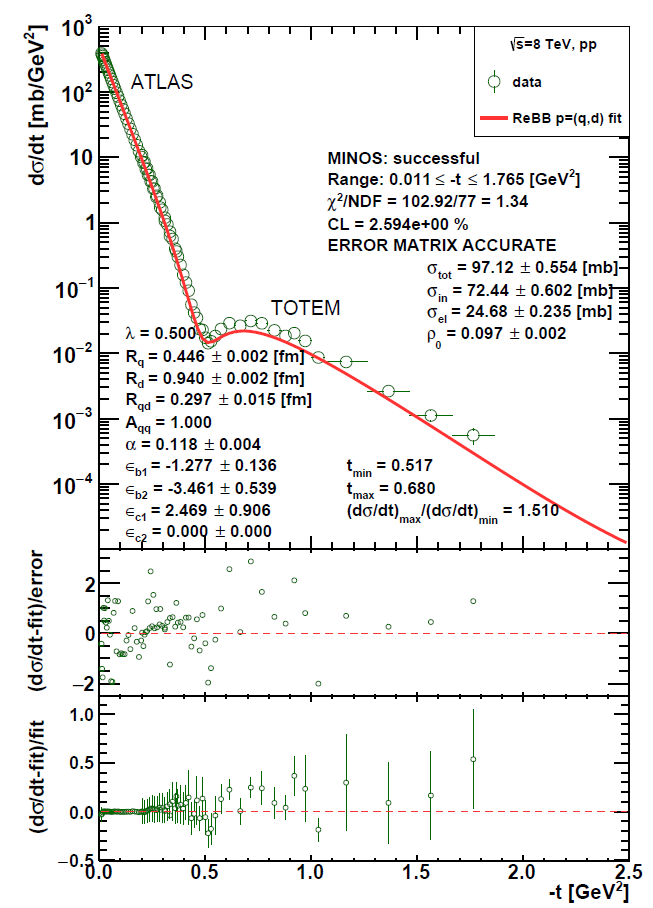 √s=8 TeV, pp
data
ReBB p=(q,d) fit
ATLAS
TOTEM
MINOS: successful
Range: 0.011 ≤ -t ≤ 1.765 [GeV²]
χ²/NDF = 102.92/77 = 1.34
CL = 2.594e+00 %
ERROR MATRIX ACCURATE
σ_tot = 97.12 ± 0.554 [mb]
σ_in = 72.44 ± 0.602 [mb]
σ_el = 24.68 ± 0.235 [mb]
ρ_0 = 0.097 ± 0.002
λ = 0.500
R_q = 0.446 ± 0.002 [fm]
R_d = 0.940 ± 0.002 [fm]
R_qd = 0.297 ± 0.015 [fm]
A_qq = 1.000
α = 0.118 ± 0.004
ϵ_b1 = -1.277 ± 0.136
ϵ_b2 = -3.461 ± 0.539
ϵ_c1 = 2.469 ± 0.906
ϵ_c2 = 0.000 ± 0.000
t_min = 0.517
t_max = 0.680
(dσ/dt)_max/(dσ/dt)_min = 1.510
dσ/dt [mb/GeV²]
10³
10²
10
1
10⁻¹
10⁻²
10⁻³
10⁻⁴
(dσ/dt-fit)/error
2
0
−2
(dσ/dt-fit)/fit
1.0
0.5
0.0
−0.5
0.0 0.5 1.0 1.5 2.0 2.5
-t [GeV²]